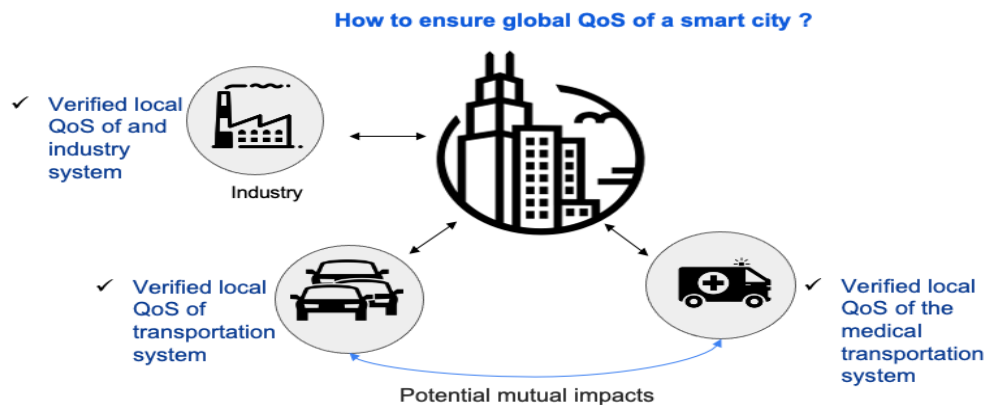 How to ensure global QoS of a smart city ?
✓ Verified local
QoS of and
industry
system
Industry
✓ Verified local
QoS of
transportation
system
✓ Verified local
QoS of the
medical
transportation
system
Potential mutual impacts